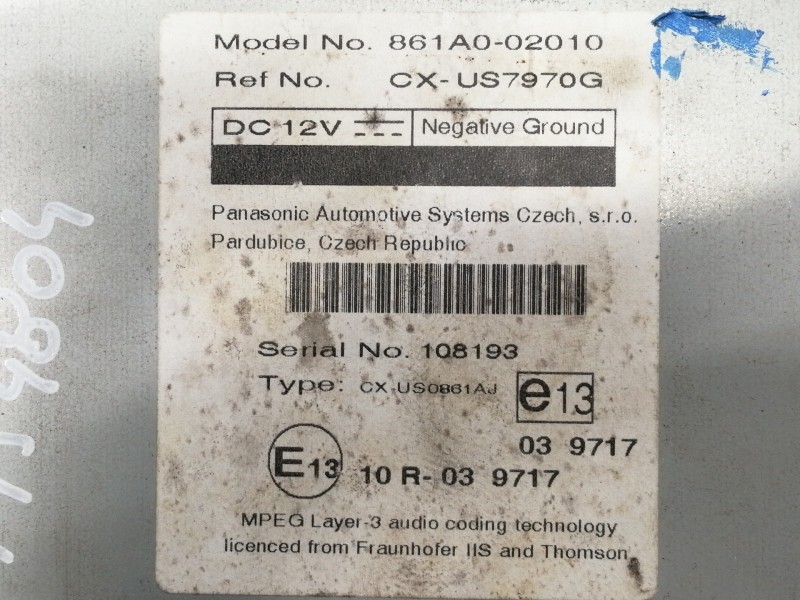 Model No. 861A0-02010
Ref No. CX-US7970G
DC 12V Negative Ground
Panasonic Automotive Systems Czech, s.r.o.
Pardubice, Czech Republic
Serial No. 108193
Type: CX-US0861AJ e13
03 9717
E13 10 R-03 9717
MPEG Layer-3 audio coding technology
licenced from Fraunhofer IIS and Thomson.